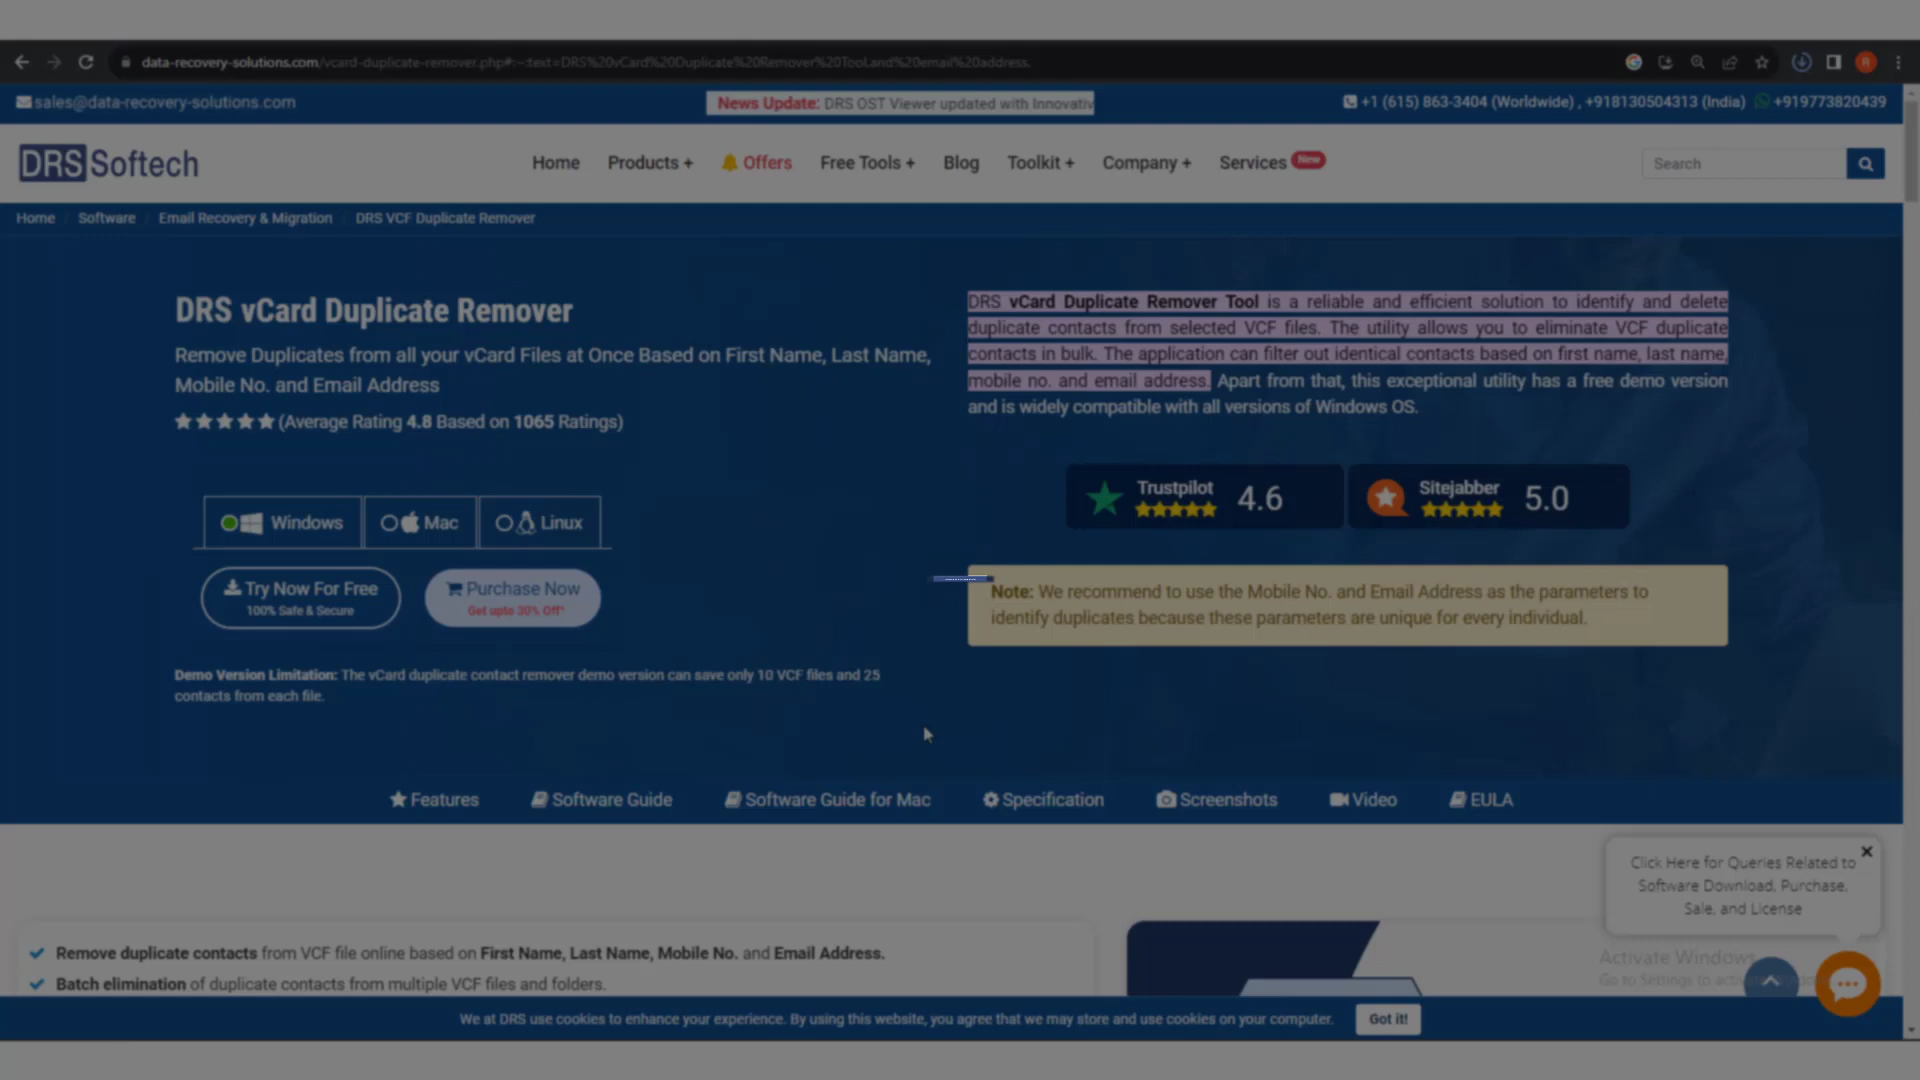 data-recovery-solutions.com/vcard-duplicate-remover.php#:~:text=DRS%20vCard%20Duplicate%20Remover%20Tool,and%20email%20address.
sales@data-recovery-solutions.com
News Update: DRS OST Viewer updated with Innovativ
+1 (615) 863-3404 (Worldwide) , +918130504313 (India) +919773820439
DRS Softech
Home Products + Offers Free Tools + Blog Toolkit + Company + Services New
Search
Home / Software / Email Recovery & Migration / DRS VCF Duplicate Remover
DRS vCard Duplicate Remover
Remove Duplicates from all your vCard Files at Once Based on First Name, Last Name,
Mobile No. and Email Address
(Average Rating 4.8 Based on 1065 Ratings)
Windows Mac Linux
Try Now For Free
100% Safe & Secure
Purchase Now
Get upto 30% Off*
Demo Version Limitation: The vCard duplicate contact remover demo version can save only 10 VCF files and 25
contacts from each file.
DRS vCard Duplicate Remover Tool is a reliable and efficient solution to identify and delete
duplicate contacts from selected VCF files. The utility allows you to eliminate VCF duplicate
contacts in bulk. The application can filter out identical contacts based on first name, last name,
mobile no. and email address. Apart from that, this exceptional utility has a free demo version
and is widely compatible with all versions of Windows OS.
Trustpilot 4.6
Sitejabber 5.0
Note: We recommend to use the Mobile No. and Email Address as the parameters to
identify duplicates because these parameters are unique for every individual.
Features Software Guide Software Guide for Mac Specification Screenshots Video EULA
Click Here for Queries Related to
Software Download, Purchase,
Sale, and License
Remove duplicate contacts from VCF file online based on First Name, Last Name, Mobile No. and Email Address.
Batch elimination of duplicate contacts from multiple VCF files and folders.
Activate Windows
Go to Settings to
We at DRS use cookies to enhance your experience. By using this website, you agree that we may store and use cookies on your computer.
Got it!